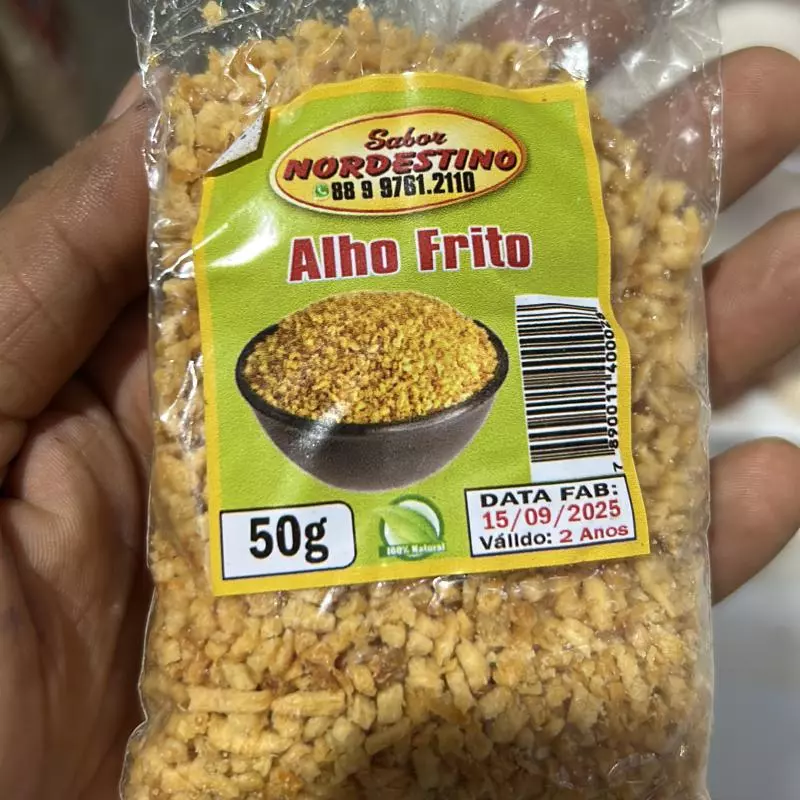 Sabor
NORDESTINO
88 9 9761.2110
Alho Frito
50g
100% Natural
DATA FAB:
15/09/2025
Válido: 2 Anos